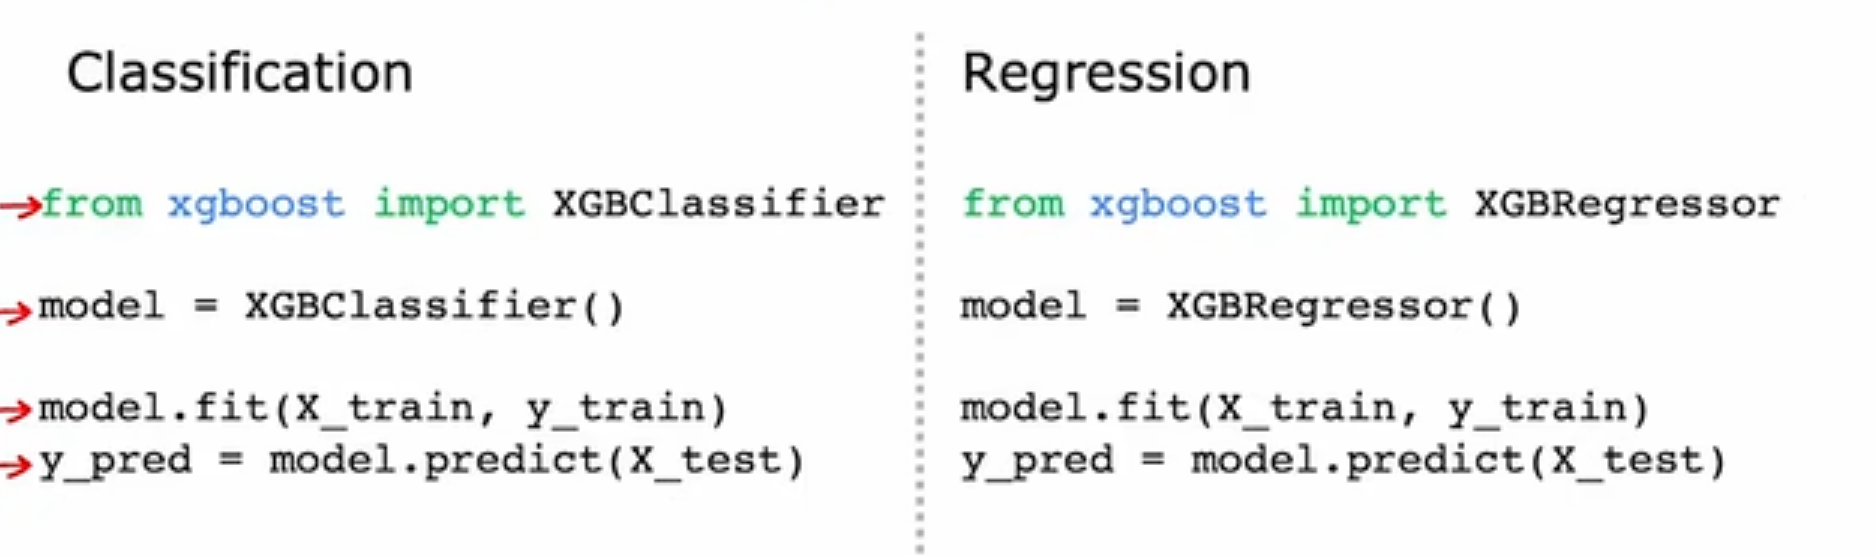 Classification
from xgboost import XGBClassifier
model = XGBClassifier()
model.fit(X_train, y_train)
y_pred = model.predict(X_test)
Regression
from xgboost import XGBRegressor
model = XGBRegressor()
model.fit(X_train, y_train)
y_pred = model.predict(X_test)